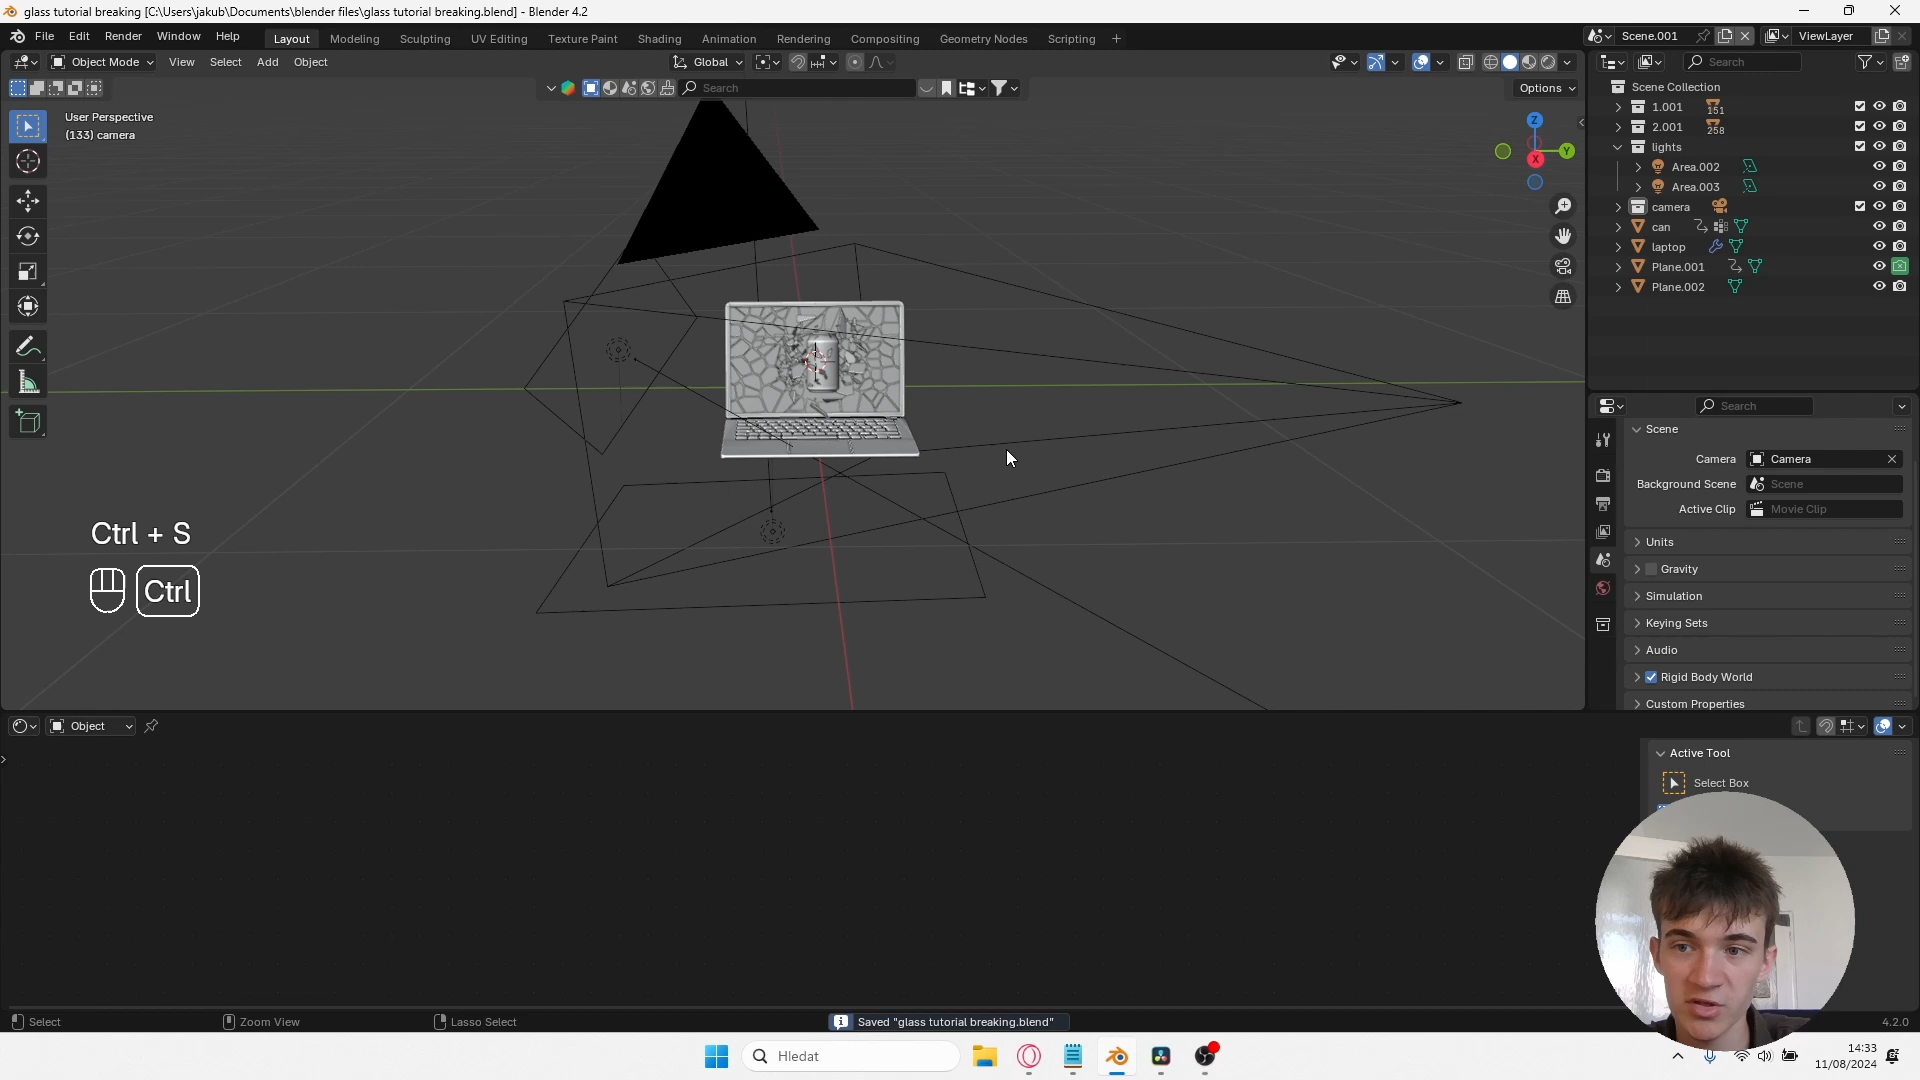 glass tutorial breaking [C:\Users\jakub\Documents\blender files\glass tutorial breaking.blend] - Blender 4.2
File Edit Render Window Help Layout Modeling Sculpting UV Editing Texture Paint Shading Animation Rendering Compositing Geometry Nodes Scripting + Scene.001 ViewLayer
Object Mode View Select Add Object Global Search
Search Options
User Perspective
(133) camera
Z
Y
X
Scene Collection
1.001 151
2.001 258
lights
Area.002
Area.003
camera
can
laptop
Plane.001
Plane.002
Search
Scene
Camera Camera
Background Scene Scene
Active Clip Movie Clip
Units
Gravity
Simulation
Keying Sets
Audio
Rigid Body World
Custom Properties
Ctrl + S
Ctrl
Object
Active Tool
Select Box
Select Zoom View Lasso Select Saved "glass tutorial breaking.blend" 4.2.0
Hledat
14:33
11/08/2024